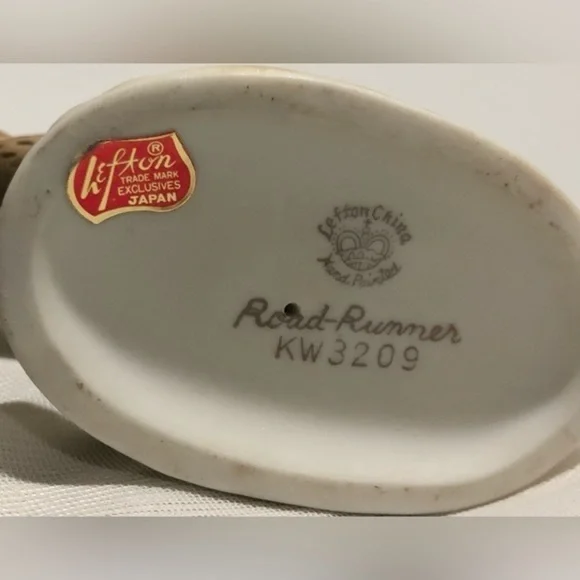 Lefton ®
TRADE MARK
EXCLUSIVES
JAPAN
Lefton China
Hand Painted
Road-Runner
KW3209